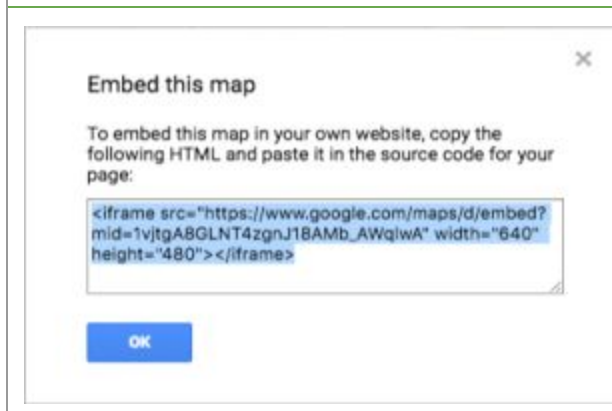 Embed this map
To embed this map in your own website, copy the
following HTML and paste it in the source code for your
page:
<iframe src="https://www.google.com/maps/d/embed?
mid=1vjtgA8GLNT4zgnJ18AMb_AWqlwA" width="640"
height="480"></iframe>
OK